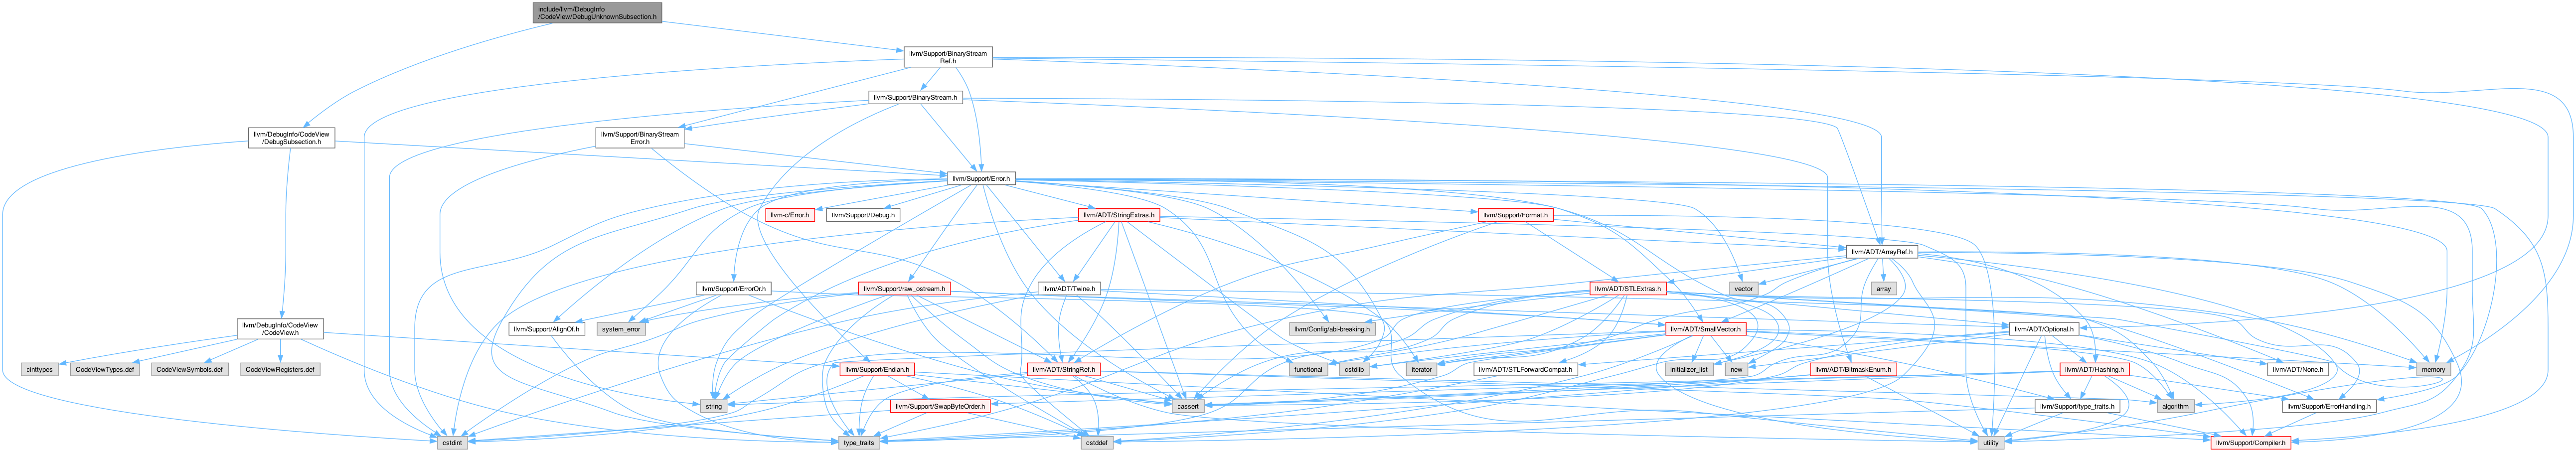 include/llvm/DebugInfo
/CodeView/DebugUnknownSubsection.h
llvm/Support/BinaryStream
Ref.h
llvm/Support/BinaryStream.h
llvm/DebugInfo/CodeView
/DebugSubsection.h
llvm/Support/BinaryStream
Error.h
llvm/Support/Error.h
llvm-c/Error.h
llvm/Support/Debug.h
llvm/ADT/StringExtras.h
llvm/Support/Format.h
llvm/ADT/ArrayRef.h
llvm/Support/ErrorOr.h
llvm/Support/raw_ostream.h
llvm/ADT/Twine.h
llvm/ADT/STLExtras.h
vector
array
llvm/DebugInfo/CodeView
/CodeView.h
llvm/Support/AlignOf.h
system_error
llvm/Config/abi-breaking.h
llvm/ADT/SmallVector.h
llvm/ADT/Optional.h
cinttypes
CodeViewTypes.def
CodeViewSymbols.def
CodeViewRegisters.def
llvm/Support/Endian.h
llvm/ADT/StringRef.h
functional
cstdlib
iterator
llvm/ADT/STLForwardCompat.h
initializer_list
new
llvm/ADT/BitmaskEnum.h
llvm/ADT/Hashing.h
llvm/ADT/None.h
memory
string
llvm/Support/SwapByteOrder.h
cassert
llvm/Support/type_traits.h
algorithm
llvm/Support/ErrorHandling.h
cstdint
type_traits
cstddef
utility
llvm/Support/Compiler.h